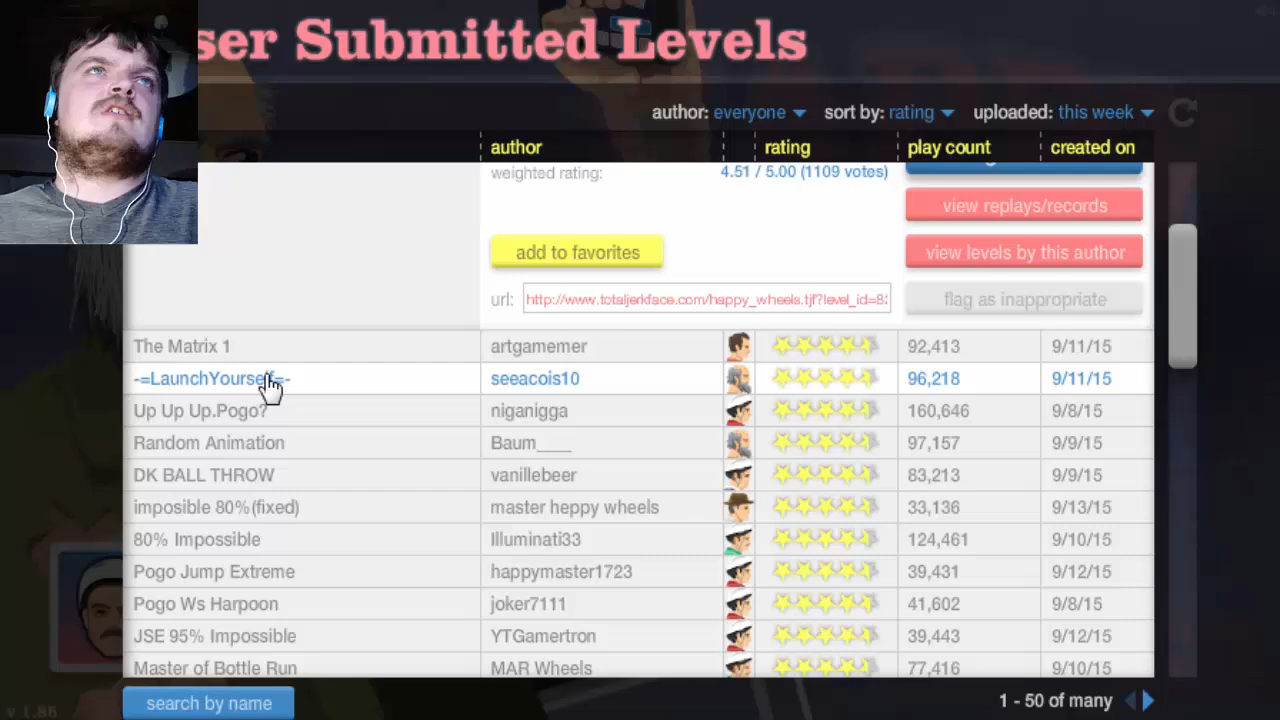 ser Submitted Levels
author: everyone sort by: rating uploaded: this week
author rating play count created on
weighted rating: 4.51 / 5.00 (1109 votes)
view replays/records
add to favorites view levels by this author
url: http://www.totaljerkface.com/happy_wheels.tjf?level_id=8 flag as inappropriate
The Matrix 1 artgamemer 92,413 9/11/15
-=LaunchYourself=- seeacois10 96,218 9/11/15
Up Up Up.Pogo? niganigga 160,646 9/8/15
Random Animation Baum____ 97,157 9/9/15
DK BALL THROW vanillebeer 83,213 9/9/15
imposible 80%(fixed) master heppy wheels 33,136 9/13/15
80% Impossible Illuminati33 124,461 9/10/15
Pogo Jump Extreme happymaster1723 39,431 9/12/15
Pogo Ws Harpoon joker7111 41,602 9/8/15
JSE 95% Impossible YTGamertron 39,443 9/12/15
Master of Bottle Run MAR Wheels 77,416 9/10/15
search by name 1 - 50 of many
v 1.85